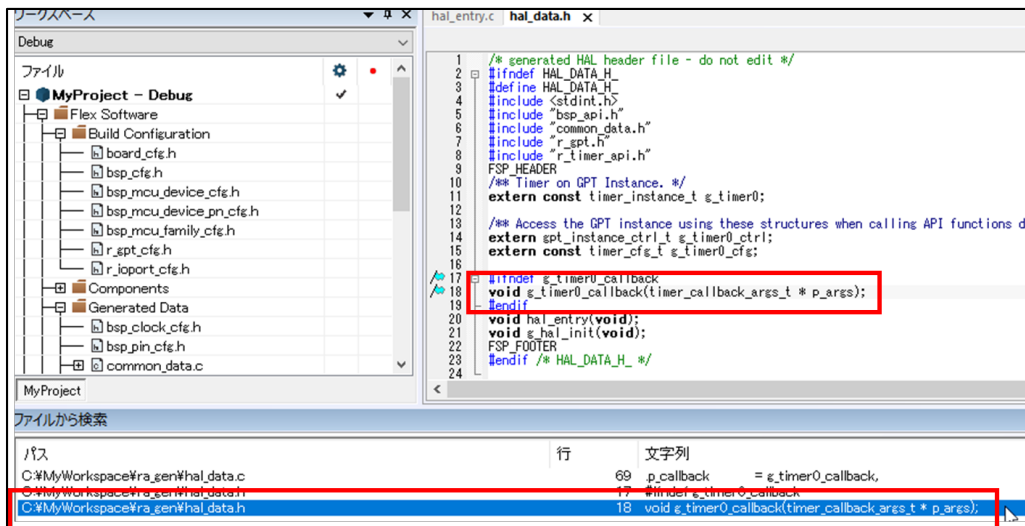 ワークスペース
Debug
ファイル
MyProject - Debug
Flex Software
Build Configuration
board_cfg.h
bsp_cfg.h
bsp_mcu_device_cfg.h
bsp_mcu_device_pn_cfg.h
bsp_mcu_family_cfg.h
r_gpt_cfg.h
r_ioport_cfg.h
Components
Generated Data
bsp_clock_cfg.h
bsp_pin_cfg.h
common_data.c
MyProject
hal_entry.c hal_data.h
1 /* generated HAL header file - do not edit */
2 #ifndef HAL_DATA_H_
3 #define HAL_DATA_H_
4 #include <stdint.h>
5 #include "bsp_api.h"
6 #include "common_data.h"
7 #include "r_gpt.h"
8 #include "r_timer_api.h"
9 FSP_HEADER
10 /** Timer on GPT Instance. */
11 extern const timer_instance_t g_timer0;
12
13 /** Access the GPT instance using these structures when calling API functions d
14 extern gpt_instance_ctrl_t g_timer0_ctrl;
15 extern const timer_cfg_t g_timer0_cfg;
16
17 #ifndef g_timer0_callback
18 void g_timer0_callback(timer_callback_args_t * p_args);
19 #endif
20 void hal_entry(void);
21 void g_hal_init(void);
22 FSP_FOOTER
23 #endif /* HAL_DATA_H_ */
24
ファイルから検索
パス 行 文字列
C:¥MyWorkspace¥ra_gen¥hal_data.c 69 .p_callback = g_timer0_callback,
C:¥MyWorkspace¥ra_gen¥hal_data.h 17 #ifndef g_timer0_callback
C:¥MyWorkspace¥ra_gen¥hal_data.h 18 void g_timer0_callback(timer_callback_args_t * p_args);